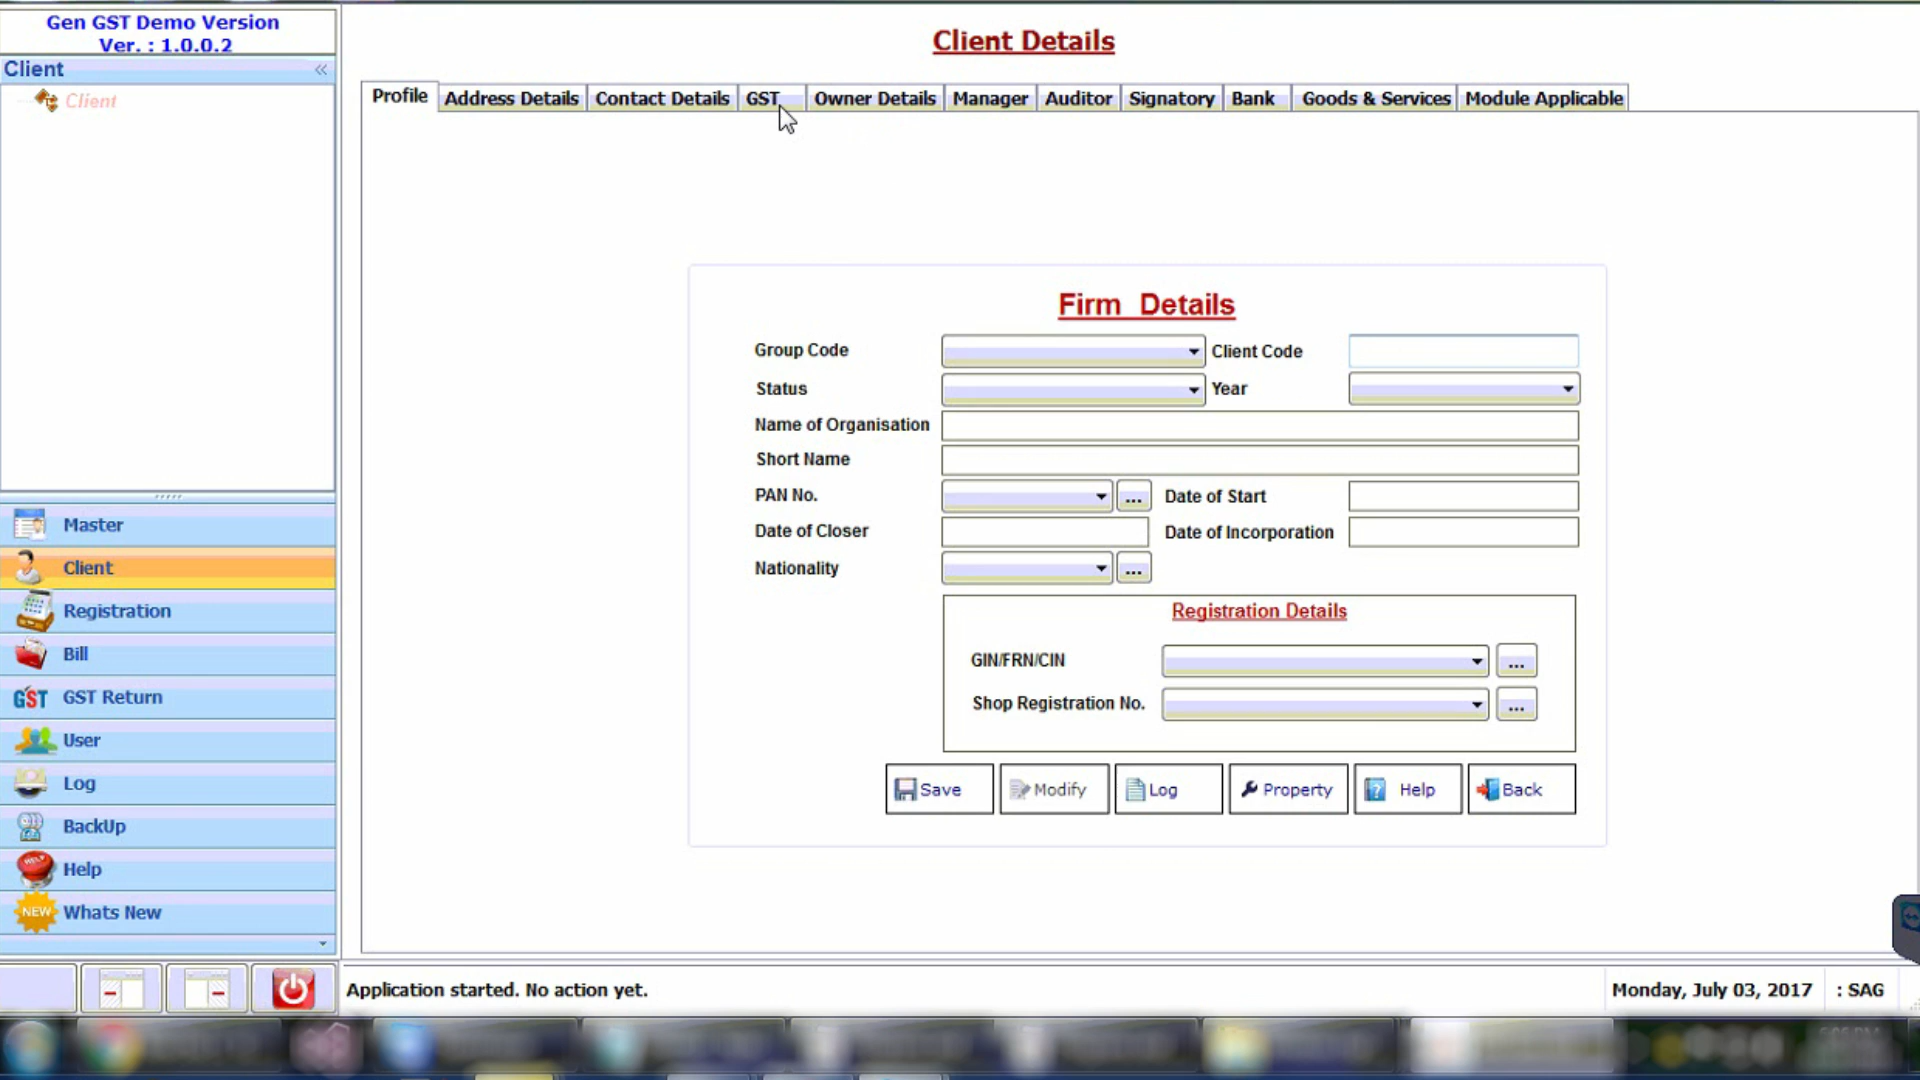 Gen GST Demo Version
Ver. : 1.0.0.2
Client
Client
Master
Client
Registration
Bill
GST GST Return
User
Log
BackUp
HELP Help
NEW Whats New
Client Details
Profile Address Details Contact Details GST Owner Details Manager Auditor Signatory Bank Goods & Services Module Applicable
Firm Details
Group Code Client Code
Status Year
Name of Organisation
Short Name
PAN No. ... Date of Start
Date of Closer Date of Incorporation
Nationality ...
Registration Details
GIN/FRN/CIN ...
Shop Registration No. ...
Save Modify Log Property Help Back
Application started. No action yet. Monday, July 03, 2017 : SAG